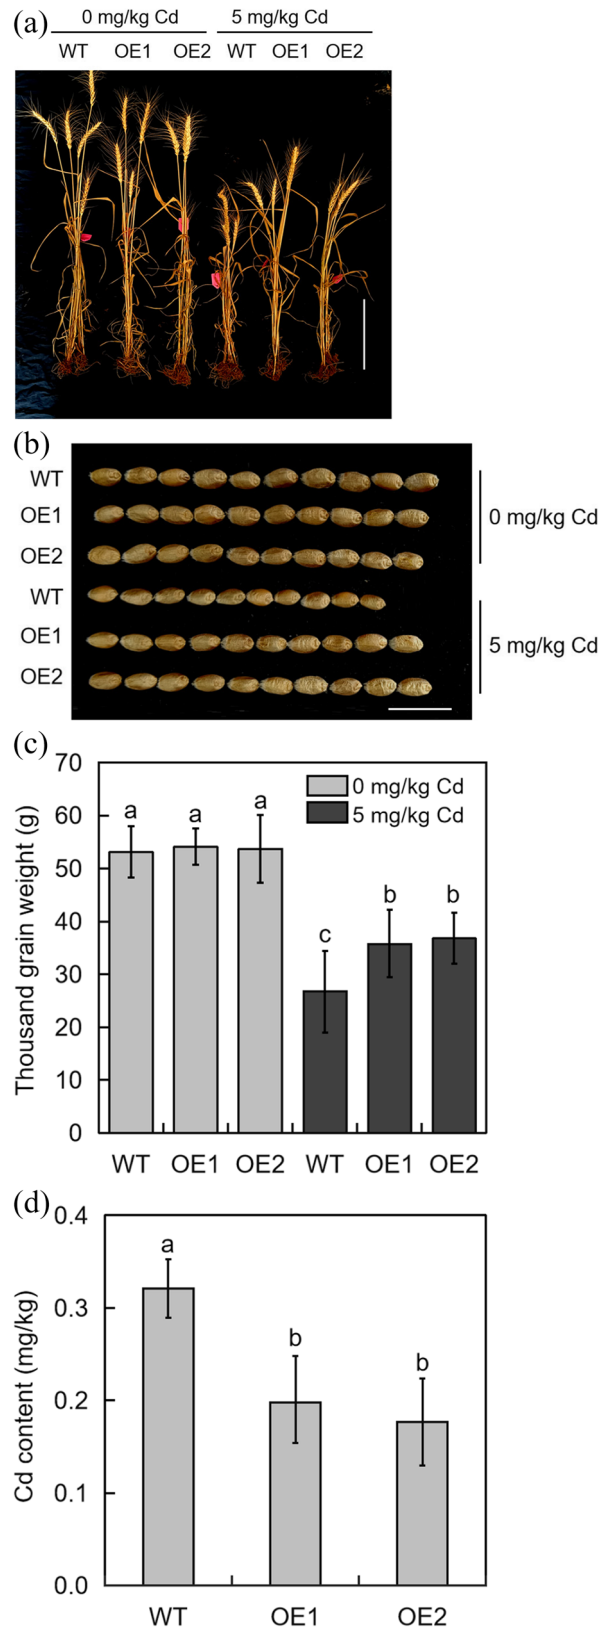 (a) 0 mg/kg Cd 5 mg/kg Cd
WT OE1 OE2 WT OE1 OE2
(b)
WT
OE1
OE2
0 mg/kg Cd
WT
OE1
OE2
5 mg/kg Cd
(c)
Thousand grain weight (g)
70
60
50
40
30
20
10
0
0 mg/kg Cd
5 mg/kg Cd
a a a c b b
WT OE1 OE2 WT OE1 OE2
(d)
Cd content (mg/kg)
0.4
0.3
0.2
0.1
0.0
a b b
WT OE1 OE2